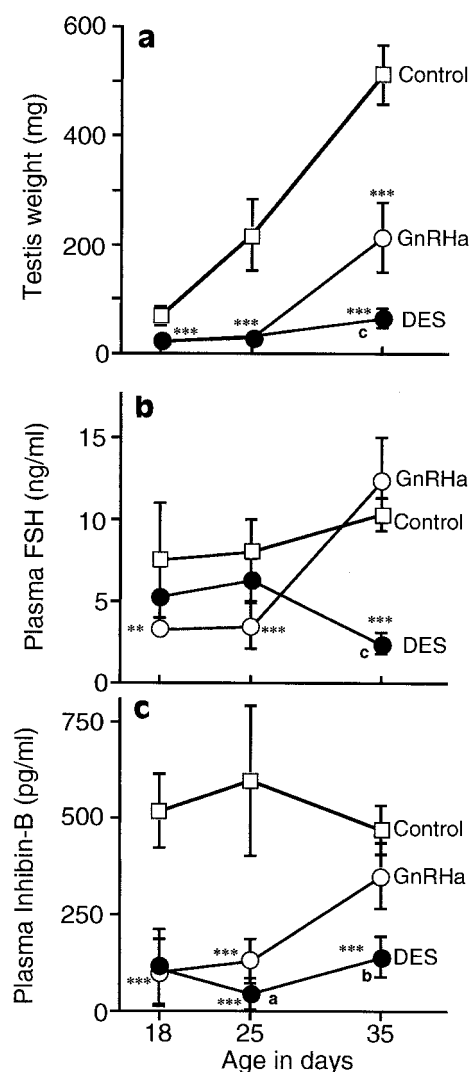 a
600
400
200
0
Testis weight (mg)
Control
***
GnRHa
***
***
***
c
DES
b
15
10
5
0
Plasma FSH (ng/ml)
GnRHa
Control
**
***
***
c
DES
c
750
500
250
0
Plasma Inhibin-B (pg/ml)
Control
GnRHa
***
***
***
DES
***
a
b
18 25 35
Age in days